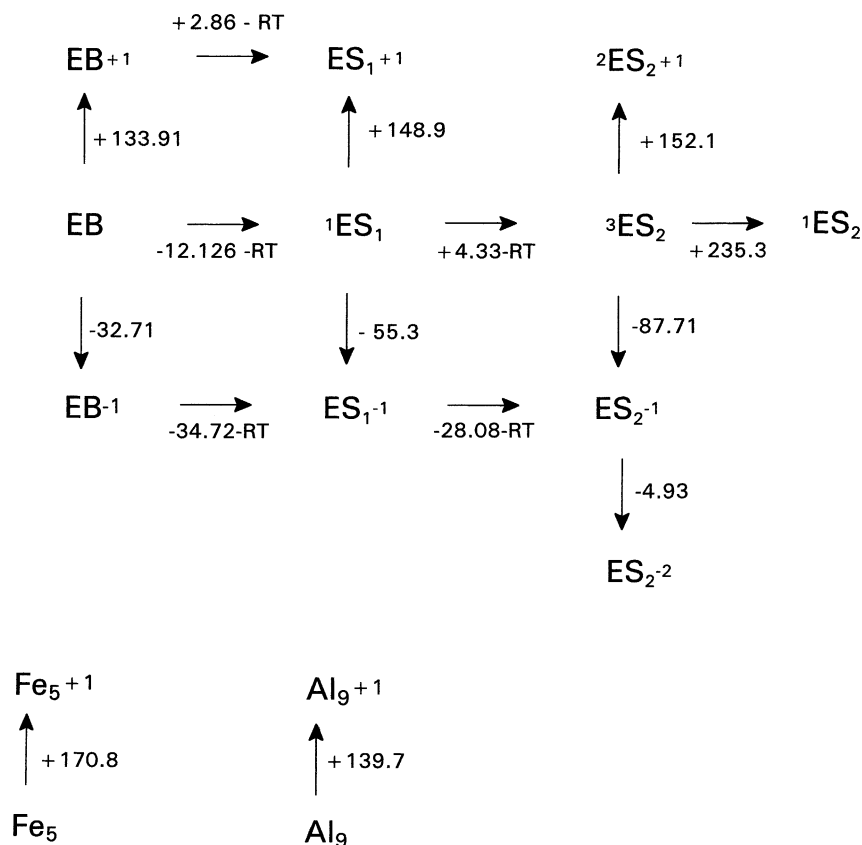 +2.86 - RT
EB+1 ES₁+1 ²ES₂+1
+133.91 +148.9 +152.1
EB ¹ES₁ ³ES₂ ¹ES₂
-12.126 -RT +4.33-RT +235.3
-32.71 - 55.3 -87.71
EB-1 ES₁-1 ES₂-1
-34.72-RT -28.08-RT
-4.93
ES₂-2
Fe₅+1 Al₉+1
+170.8 +139.7
Fe₅ Al₉